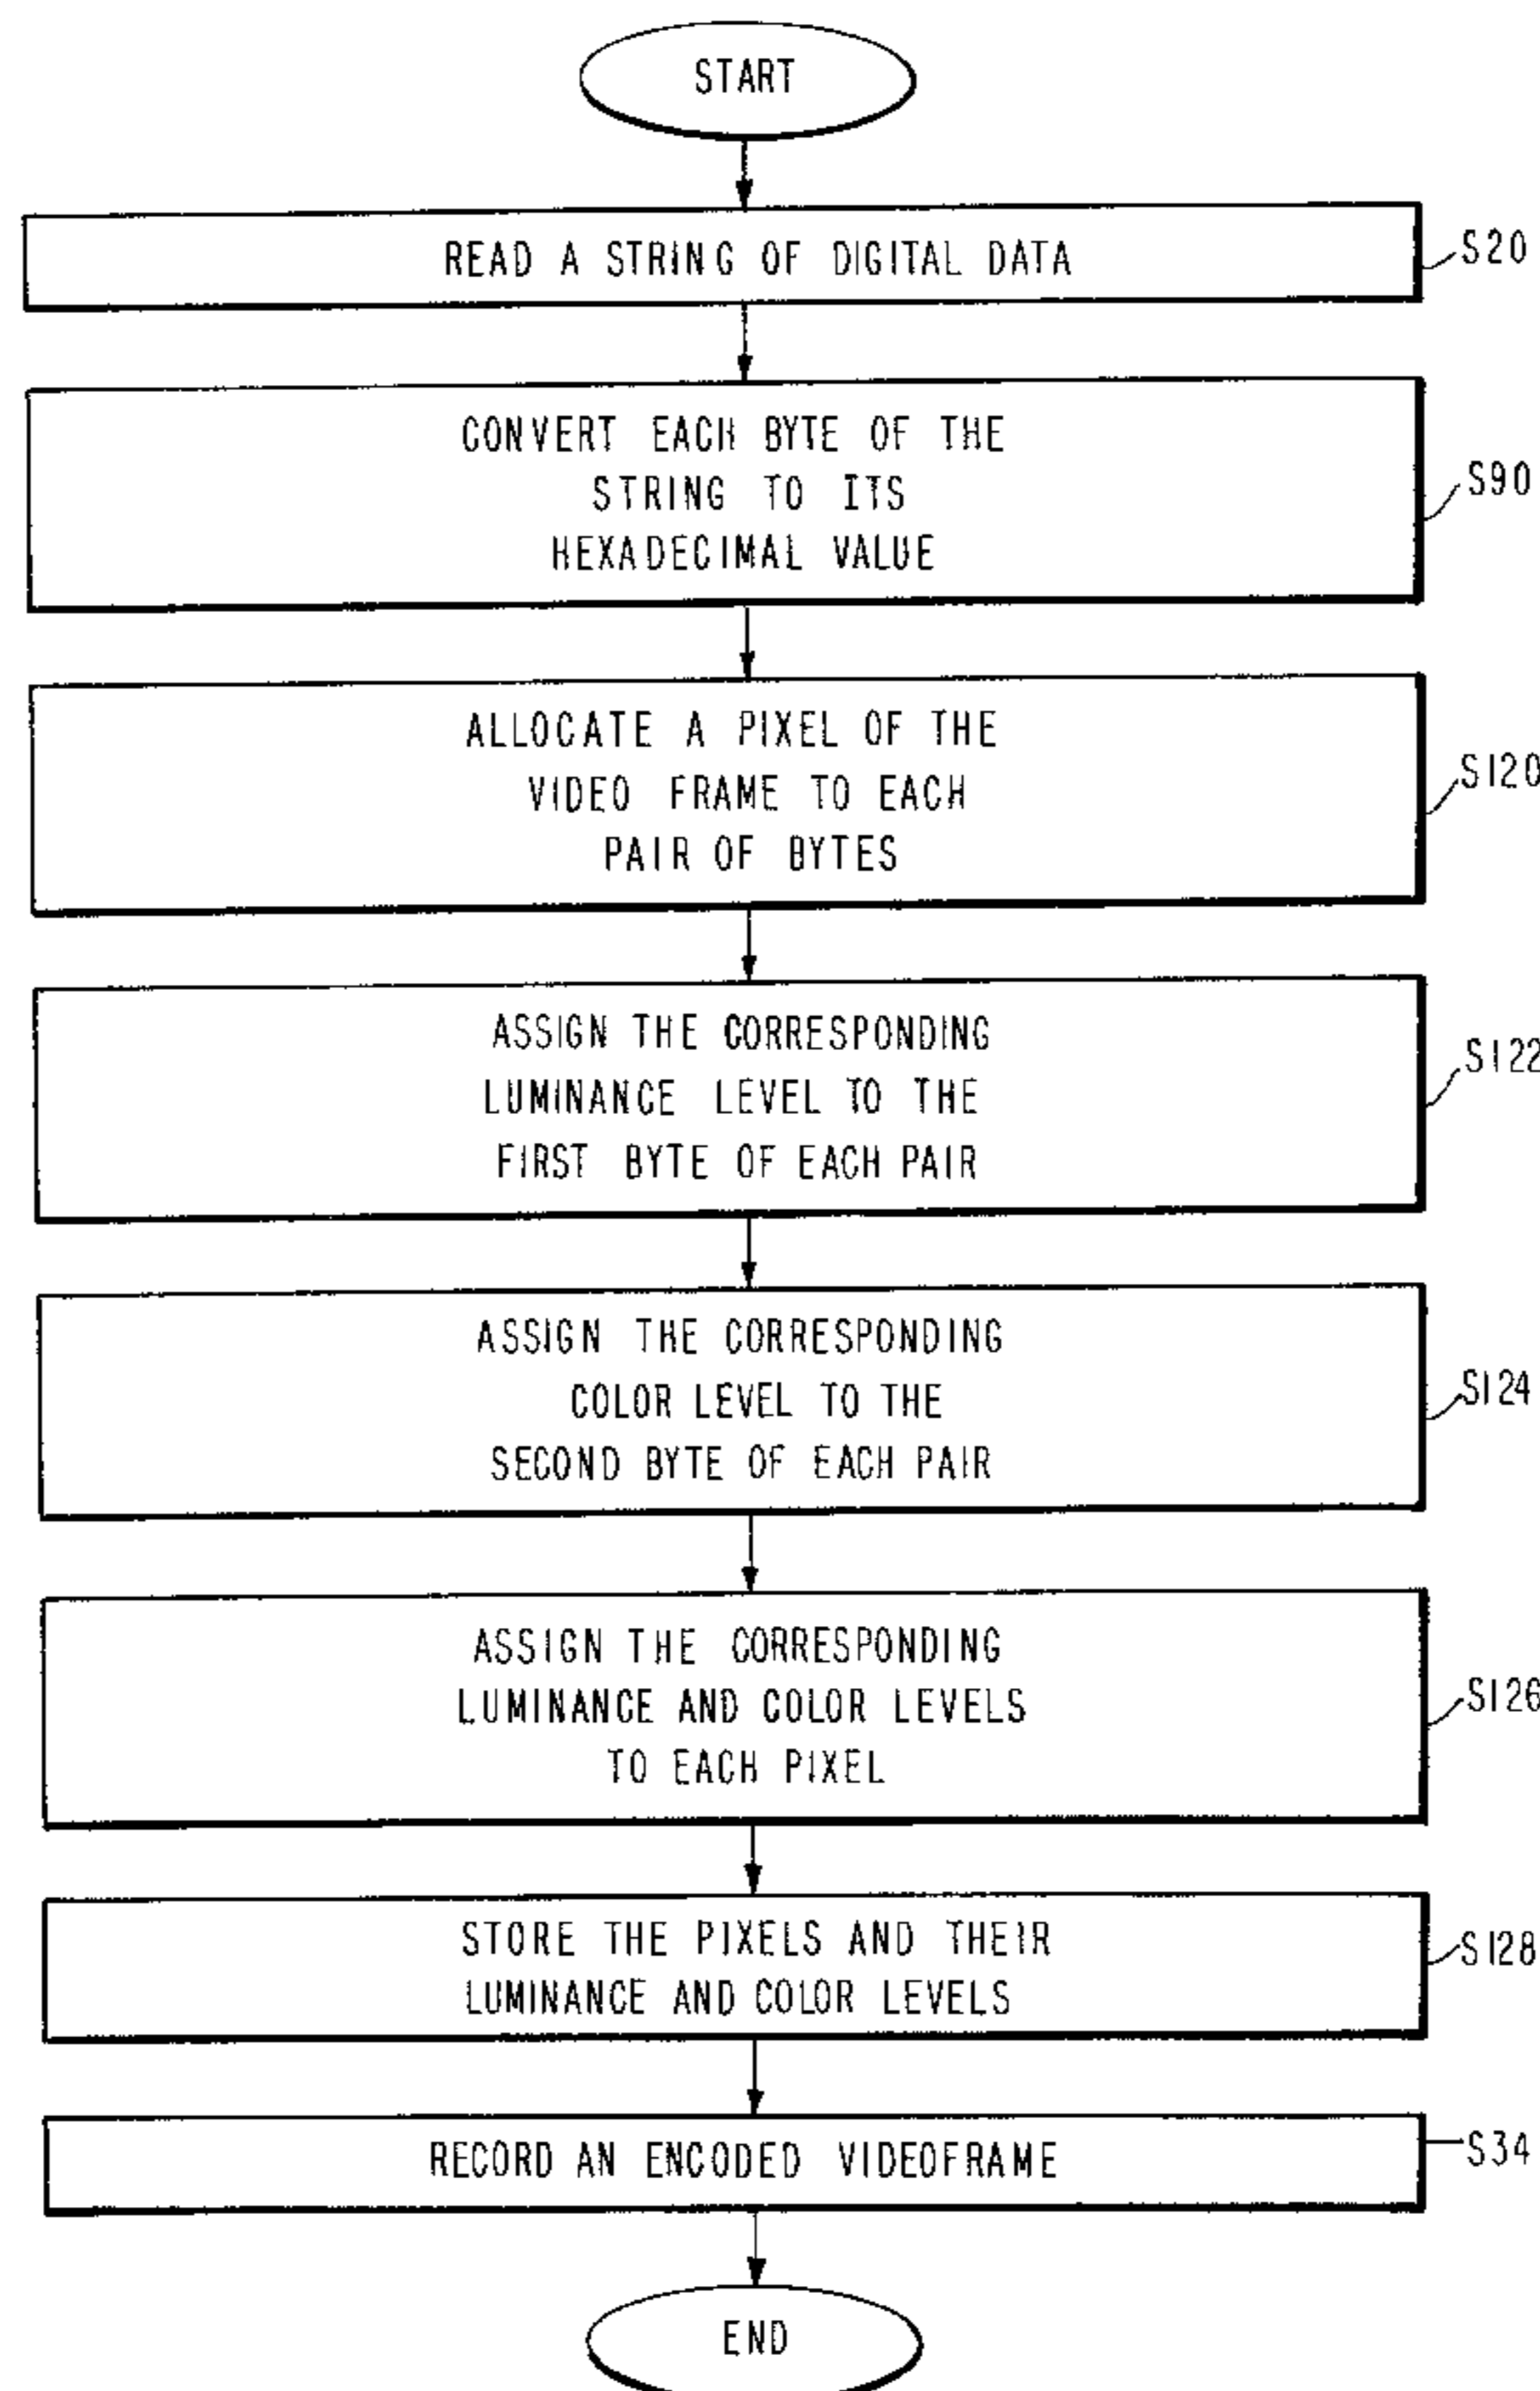 START
READ A STRING OF DIGITAL DATA
S20
CONVERT EACH BYTE OF THE
STRING TO ITS
HEXADECIMAL VALUE
S90
ALLOCATE A PIXEL OF THE
VIDEO FRAME TO EACH
PAIR OF BYTES
S120
ASSIGN THE CORRESPONDING
LUMINANCE LEVEL TO THE
FIRST BYTE OF EACH PAIR
S122
ASSIGN THE CORRESPONDING
COLOR LEVEL TO THE
SECOND BYTE OF EACH PAIR
S124
ASSIGN THE CORRESPONDING
LUMINANCE AND COLOR LEVELS
TO EACH PIXEL
S126
STORE THE PIXELS AND THEIR
LUMINANCE AND COLOR LEVELS
S128
RECORD AN ENCODED VIDEOFRAME
S34
END